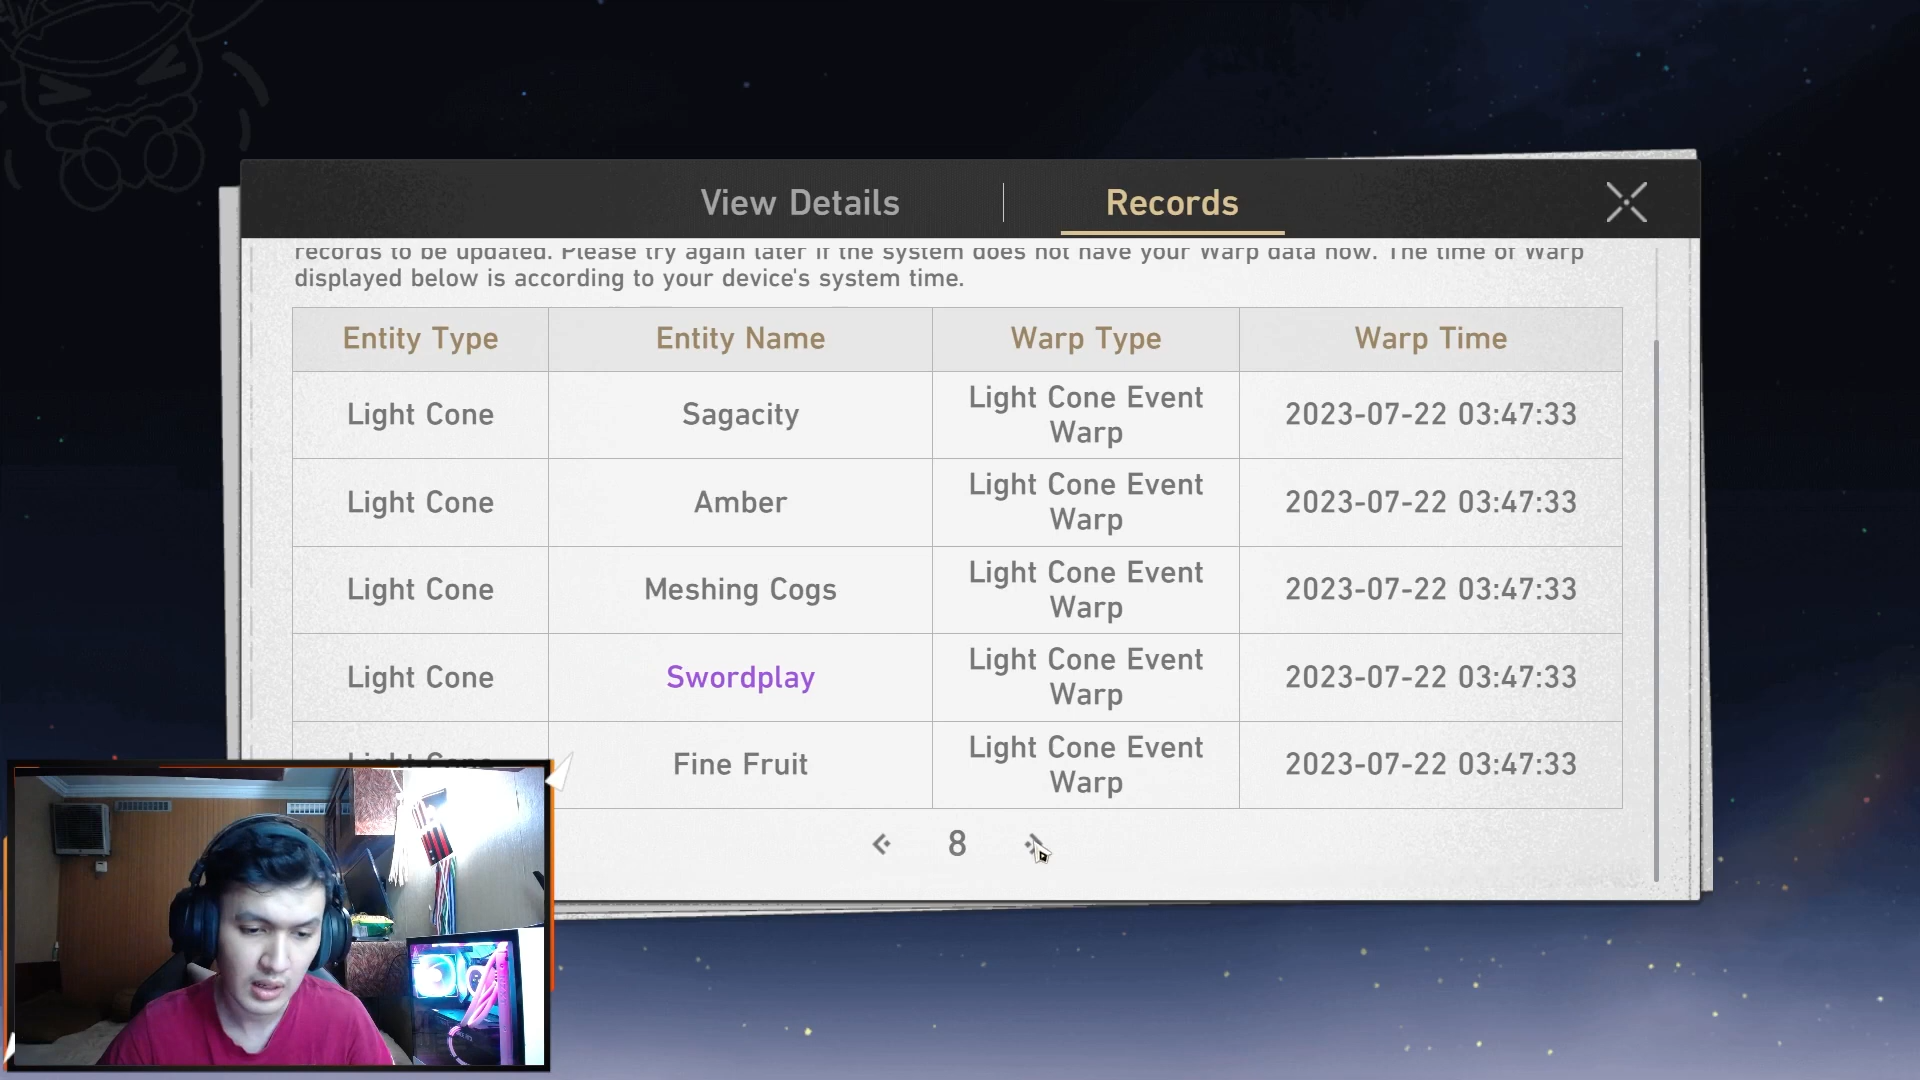 View Details
Records
records to be updated. Please try again later if the system does not have your Warp data now. The time of Warp
displayed below is according to your device's system time.
Entity Type
Entity Name
Warp Type
Warp Time
Light Cone
Sagacity
Light Cone Event
Warp
2023-07-22 03:47:33
Light Cone
Amber
Light Cone Event
Warp
2023-07-22 03:47:33
Light Cone
Meshing Cogs
Light Cone Event
Warp
2023-07-22 03:47:33
Light Cone
Swordplay
Light Cone Event
Warp
2023-07-22 03:47:33
Light Cone
Fine Fruit
Light Cone Event
Warp
2023-07-22 03:47:33
8